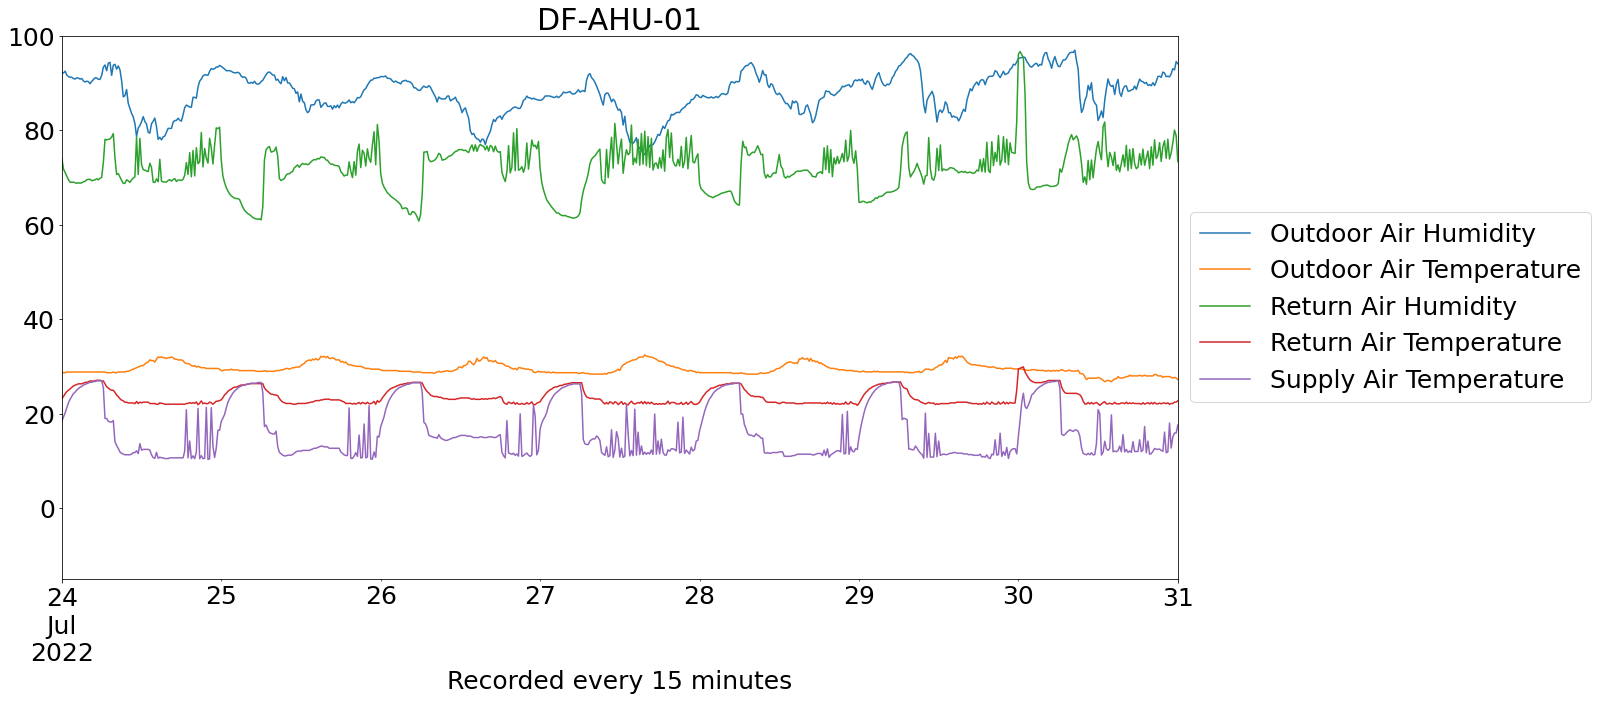 DF-AHU-01
100
80
60
40
20
0
24 25 26 27 28 29 30 31
Jul
2022
Recorded every 15 minutes
Outdoor Air Humidity
Outdoor Air Temperature
Return Air Humidity
Return Air Temperature
Supply Air Temperature